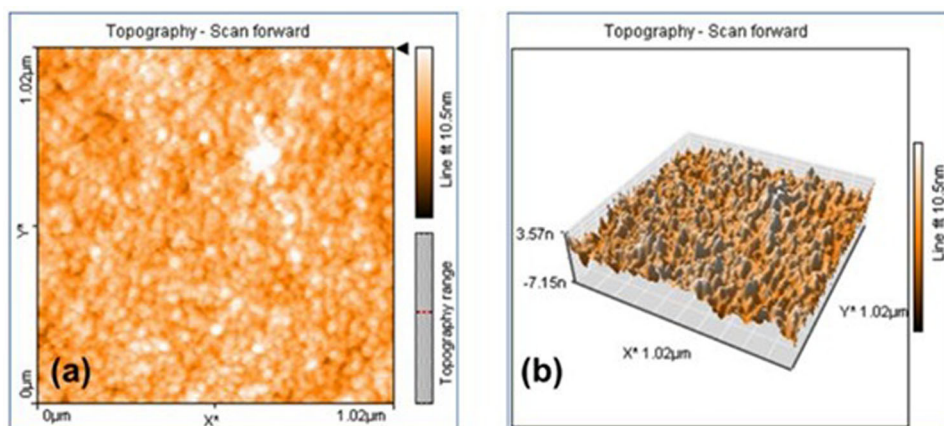 Topography - Scan forward
1.02µm
Y*
0µm
(a)
0µm
X*
1.02µm
Line fit 10.5nm
Topography range
Topography - Scan forward
3.57n
-7.15n
X* 1.02µm
Y* 1.02µm
Line fit 10.5nm
(b)